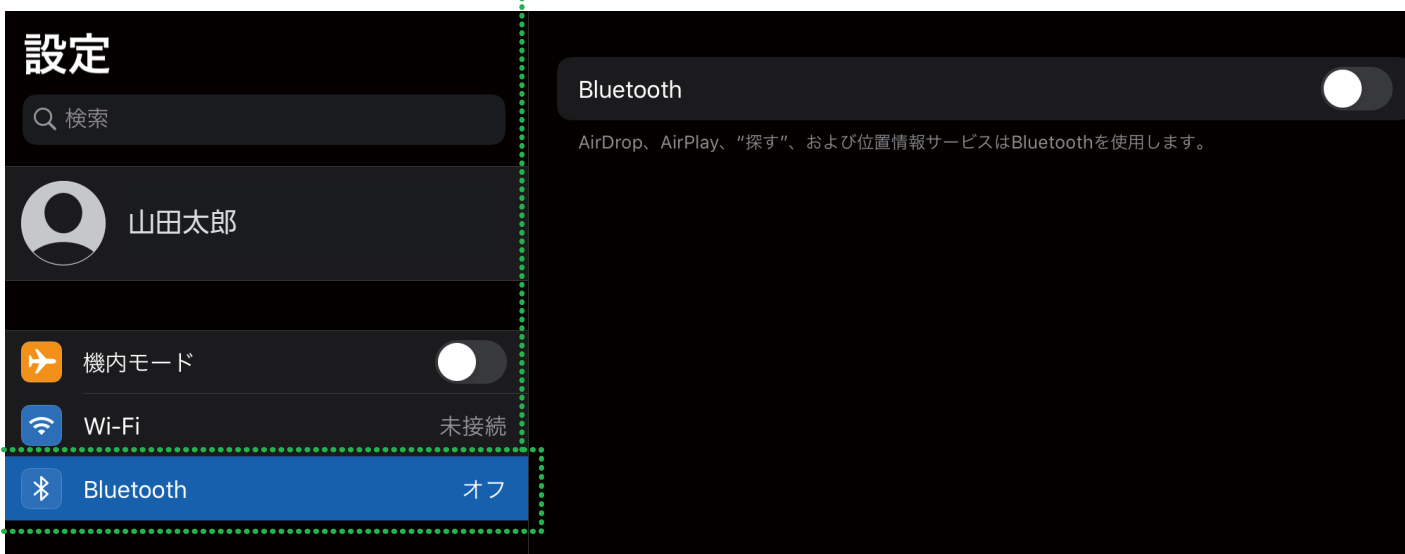 設定
検索
山田太郎
機内モード
Wi-Fi 未接続
Bluetooth オフ
Bluetooth
AirDrop、AirPlay、“探す”、および位置情報サービスはBluetoothを使用します。